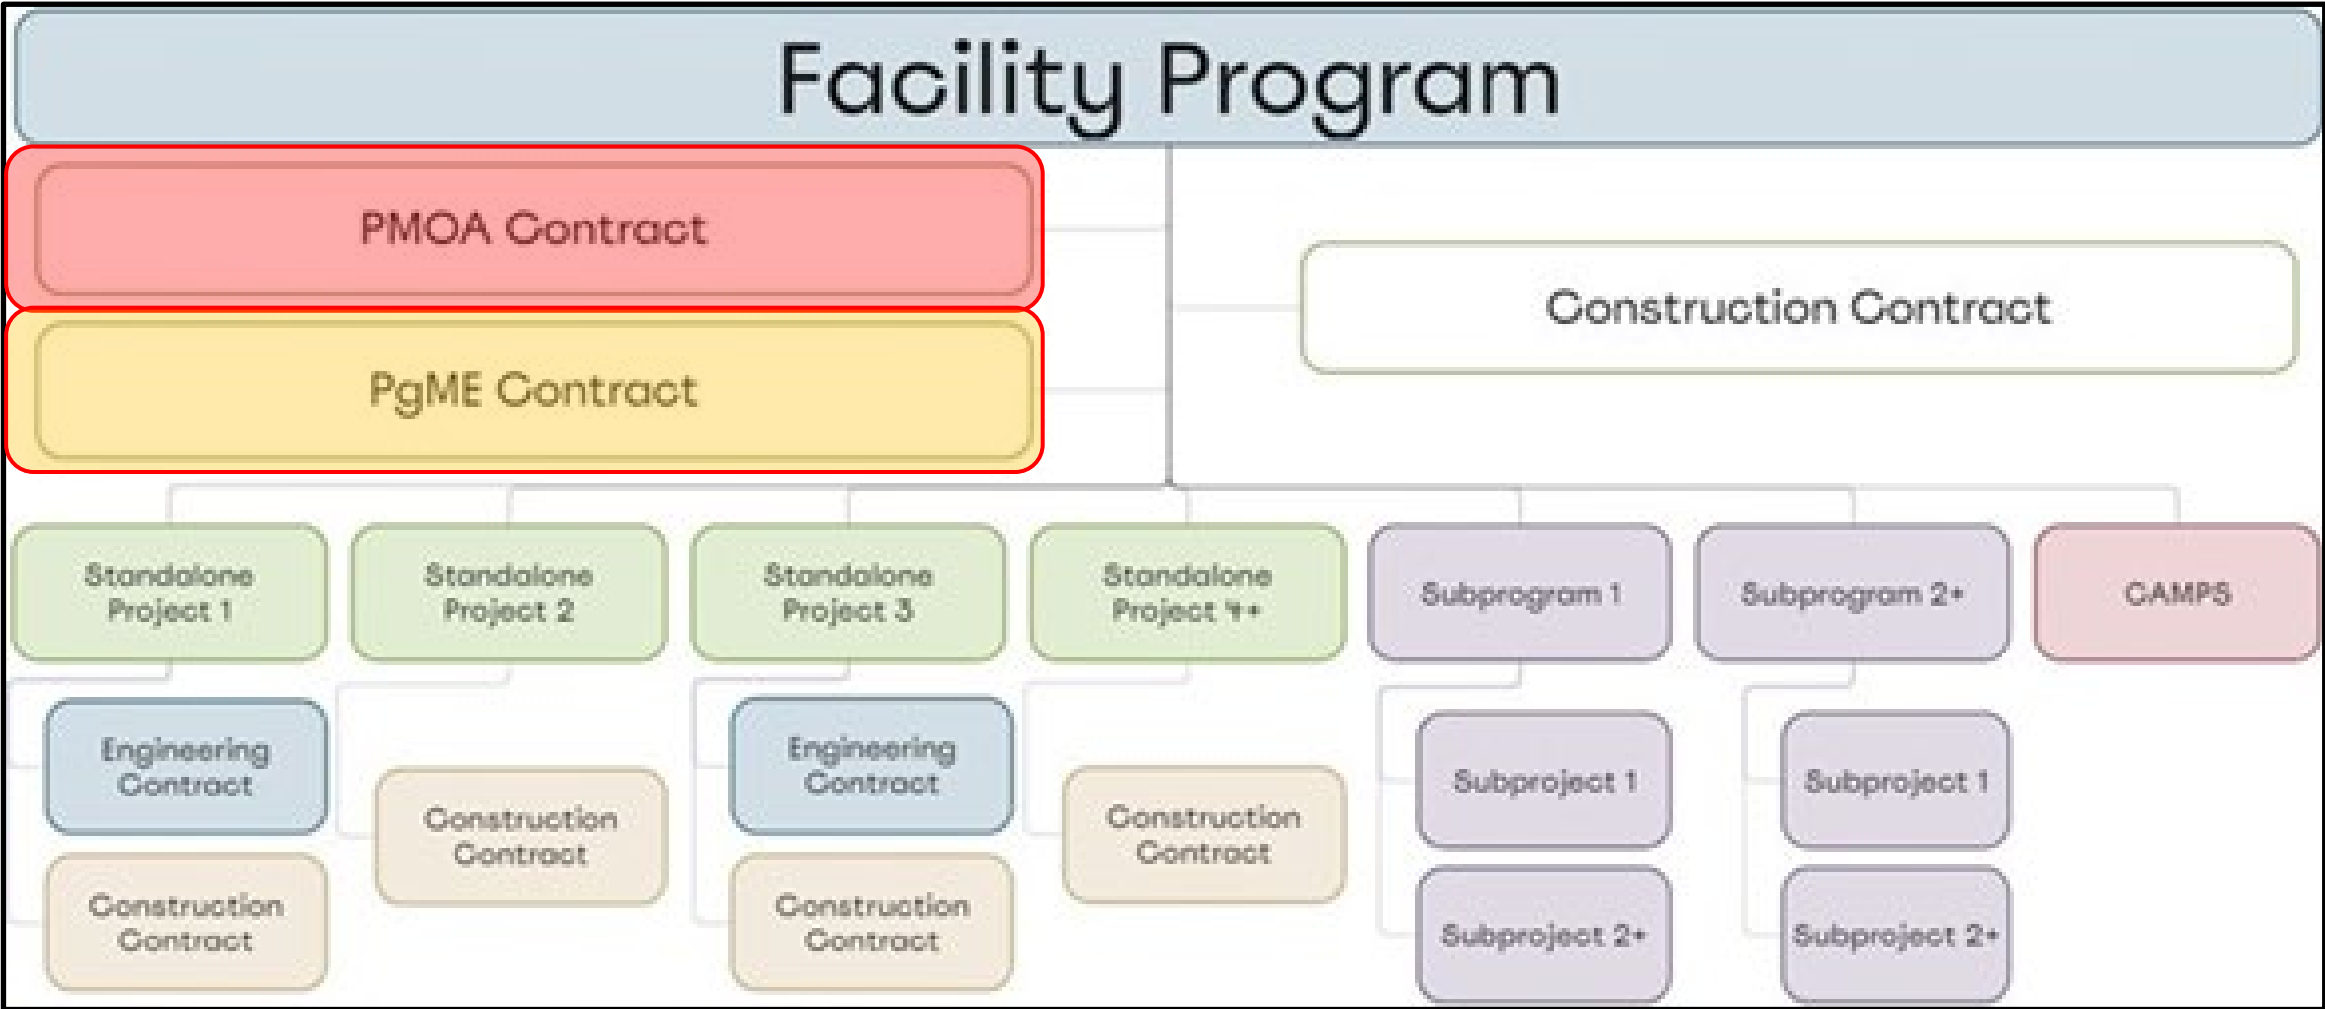 Facility Program
PMOA Contract
Construction Contract
PgME Contract
Standalone
Project 1
Standalone
Project 2
Standalone
Project 3
Standalone
Project 4+
Subprogram 1
Subprogram 2+
CAMPS
Engineering
Contract
Construction
Contract
Construction
Contract
Engineering
Contract
Construction
Contract
Construction
Contract
Subproject 1
Subproject 2+
Subproject 1
Subproject 2+